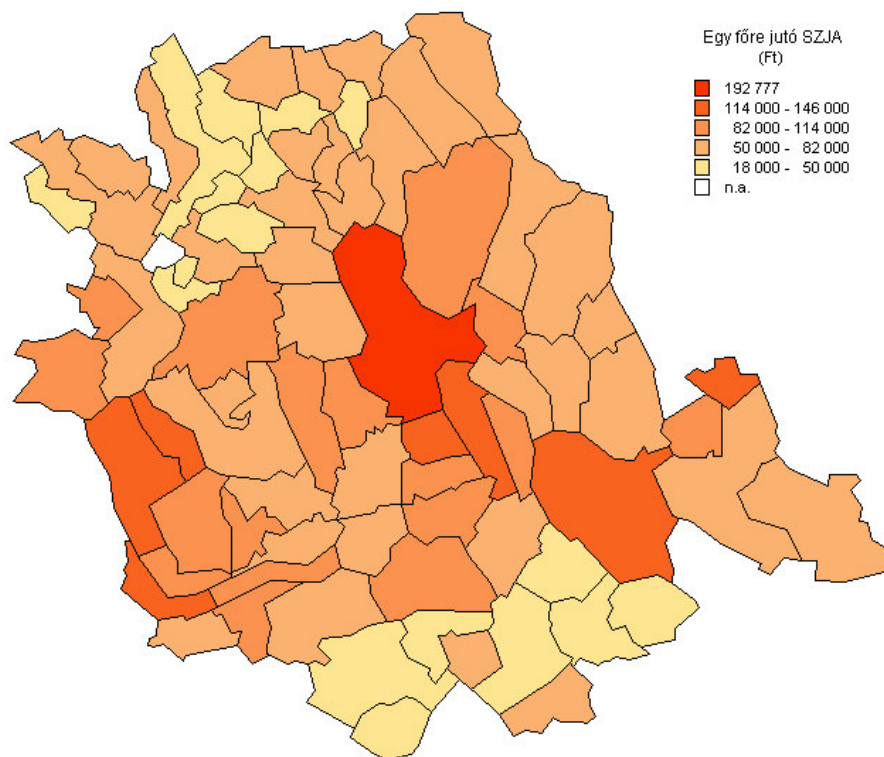 Egy főre jutó SZJA
(Ft)
192 777
114 000 - 146 000
82 000 - 114 000
50 000 - 82 000
18 000 - 50 000
n.a.